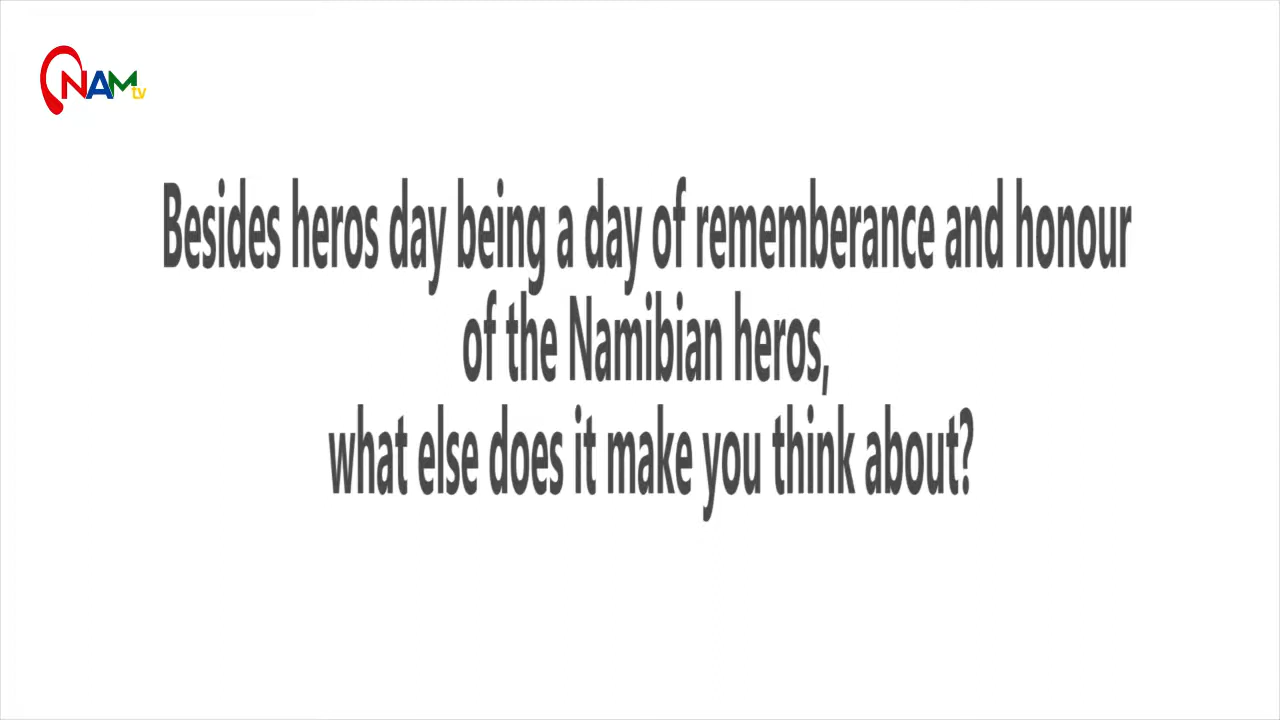 NAM tv
Besides heros day being a day of rememberance and honour
of the Namibian heros,
what else does it make you think about?